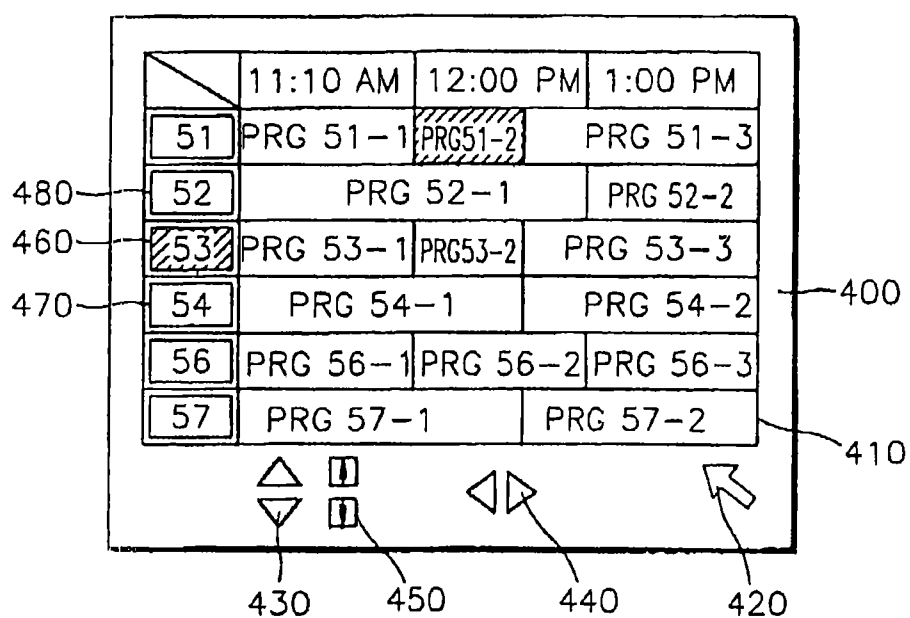 11:10 AM 12:00 PM 1:00 PM
51 PRG 51-1 PRG51-2 PRG 51-3
480 52 PRG 52-1 PRG 52-2
460 53 PRG 53-1 PRG53-2 PRG 53-3
470 54 PRG 54-1 PRG 54-2 400
56 PRG 56-1 PRG 56-2 PRG 56-3
57 PRG 57-1 PRG 57-2
410
430 450 440 420